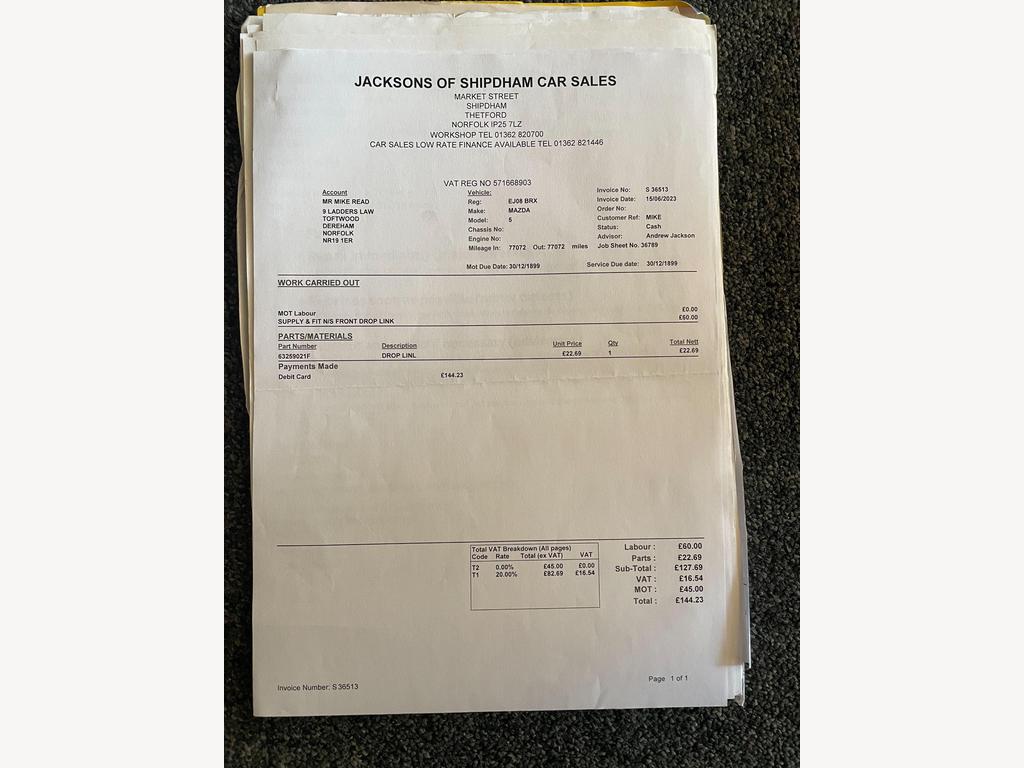 JACKSONS OF SHIPDHAM CAR SALES
MARKET STREET
SHIPDHAM
THETFORD
NORFOLK IP25 7LZ
WORKSHOP TEL 01362 820700
CAR SALES LOW RATE FINANCE AVAILABLE TEL 01362 821446
VAT REG NO 571668903
Account
MR MIKE READ
9 LADDERS LAW
TOFTWOOD
DEREHAM
NORFOLK
NR19 1ER
Vehicle:
Reg: EJ08 BRX
Make: MAZDA
Model: 5
Chassis No:
Engine No:
Mileage In: 77072 Out: 77072 miles
Mot Due Date: 30/12/1899
Invoice No: S 36513
Invoice Date: 15/06/2023
Order No:
Customer Ref: MIKE
Status: Cash
Advisor: Andrew Jackson
Job Sheet No. 36789
Service Due date: 30/12/1899
WORK CARRIED OUT
MOT Labour £0.00
SUPPLY & FIT N/S FRONT DROP LINK £60.00
PARTS/MATERIALS
Part Number Description Unit Price Qty Total Nett
63259021F DROP LINL £22.69 1 £22.69
Payments Made
Debit Card £144.23
Total VAT Breakdown (All pages)
Code Rate Total (ex VAT) VAT
T2 0.00% £45.00 £0.00
T1 20.00% £82.69 £16.54
Labour : £60.00
Parts : £22.69
Sub-Total : £127.69
VAT : £16.54
MOT : £45.00
Total : £144.23
Invoice Number: S 36513
Page 1 of 1